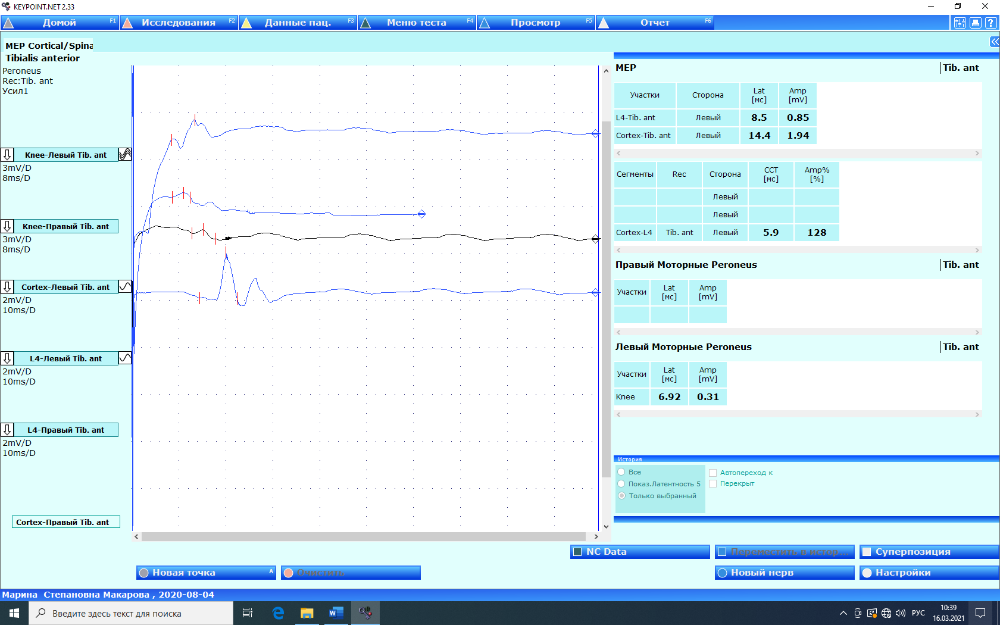 KEYPOINT.NET 2.33
Домой F1 Исследования F2 Данные пац. F3 Меню теста F4 Просмотр F5 Отчет F6
MEP Cortical/Spina
Tibialis anterior
Peroneus
Rec:Tib. ant
Усил1
Knee-Левый Tib. ant
3mV/D
8ms/D
Knee-Правый Tib. ant
3mV/D
8ms/D
Cortex-Левый Tib. ant
2mV/D
10ms/D
L4-Левый Tib. ant
2mV/D
10ms/D
L4-Правый Tib. ant
2mV/D
10ms/D
Cortex-Правый Tib. ant
MEP Tib. ant
Участки Сторона Lat [мс] Amp [mV]
L4-Tib. ant Левый 8.5 0.85
Cortex-Tib. ant Левый 14.4 1.94
Сегменты Rec Сторона CCT [мс] Amp% [%]
Левый
Левый
Cortex-L4 Tib. ant Левый 5.9 128
Правый Моторные Peroneus Tib. ant
Участки Lat [мс] Amp [mV]
Левый Моторные Peroneus Tib. ant
Участки Lat [мс] Amp [mV]
Knee 6.92 0.31
История
Все
Показ.Латентность 5
Только выбранный
Автопереход к
Перекрыт
NC Data Переместить в истор... Суперпозиция
Новая точка A Очистить Новый нерв Настройки
Марина Степановна Макарова , 2020-08-04
Введите здесь текст для поиска
РУС
10:39
16.03.2021